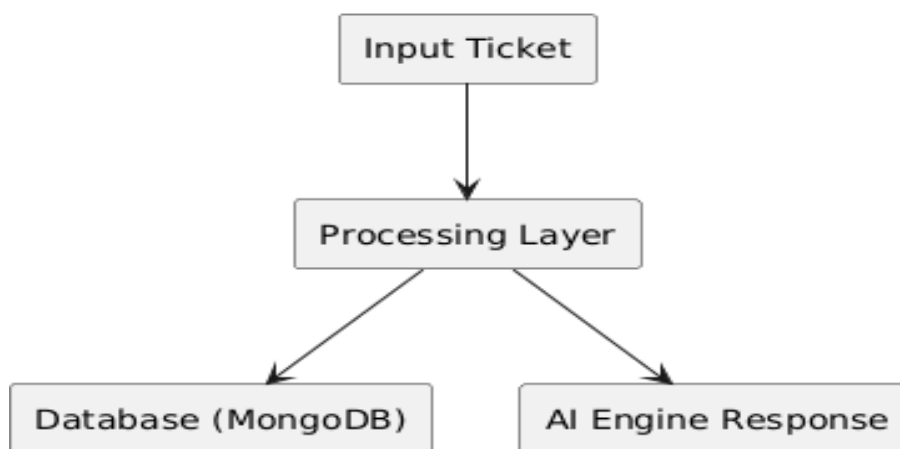 Input Ticket
Processing Layer
Database (MongoDB)
AI Engine Response